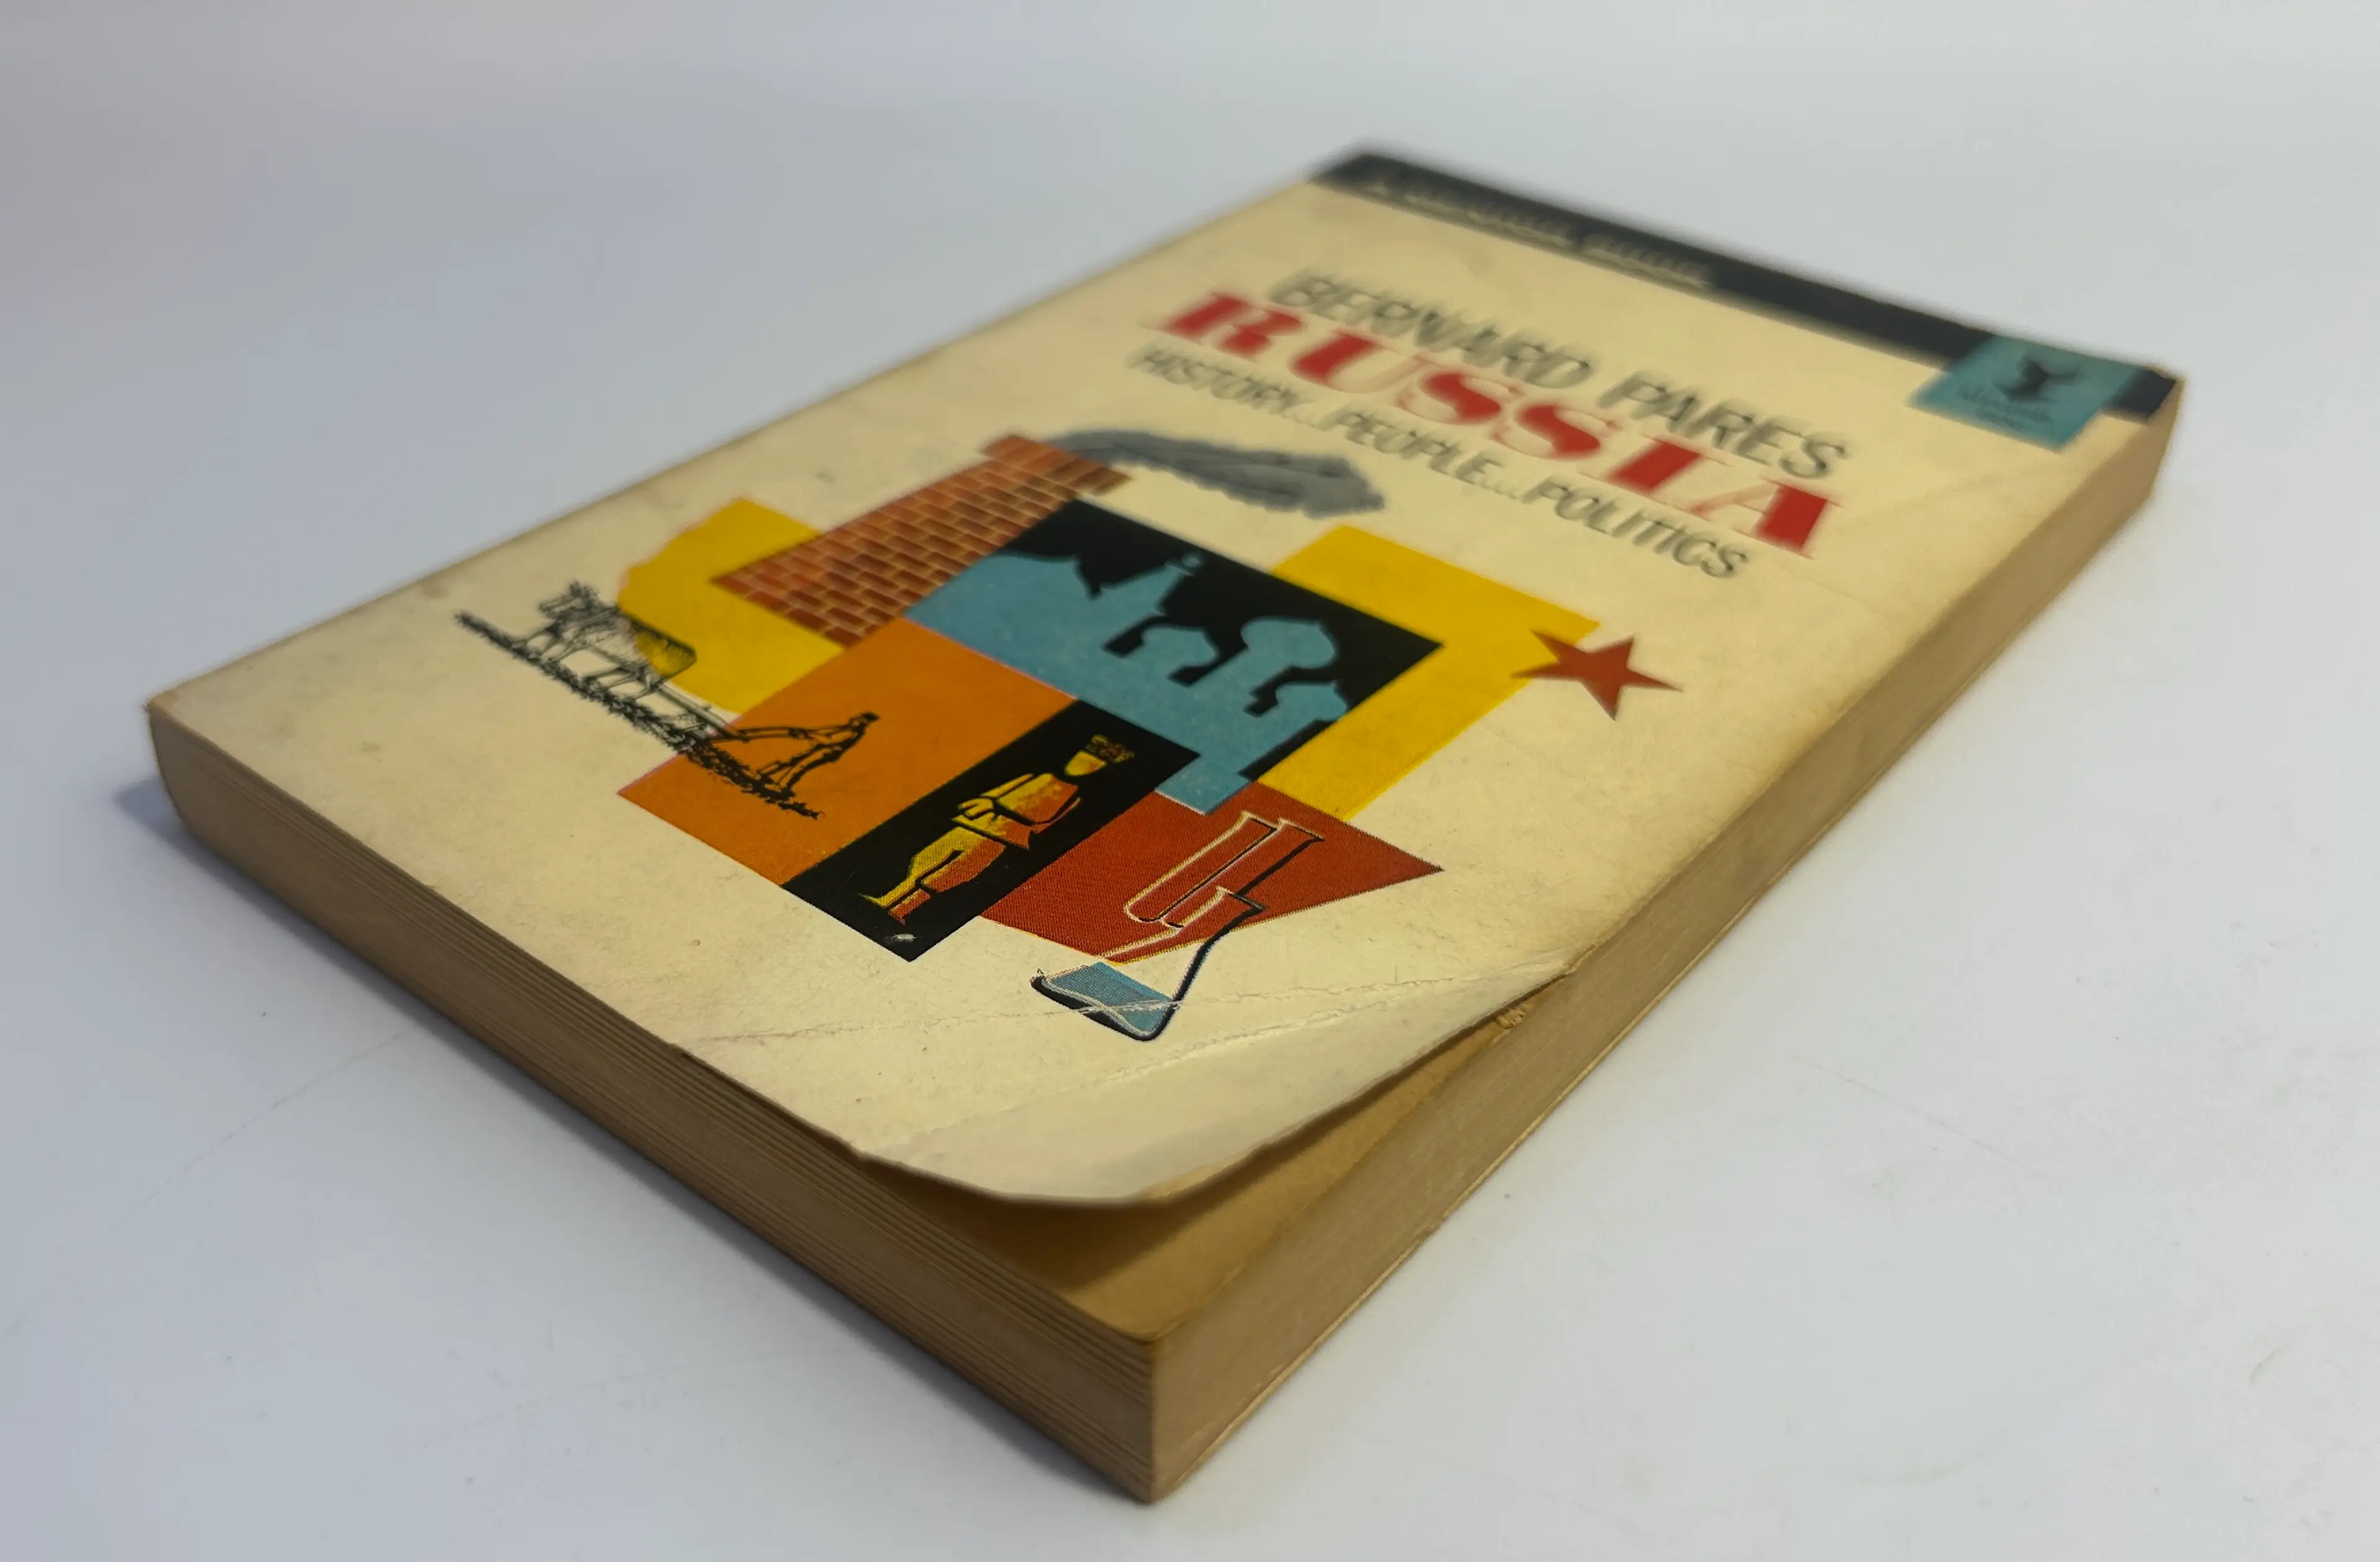 BERNARD PARES
RUSSIA
HISTORY...PEOPLE....POLITICS